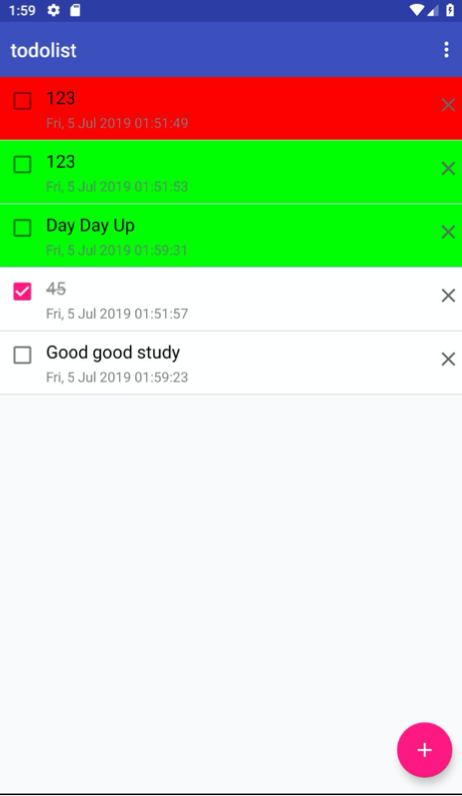 1:59
todolist
123
Fri, 5 Jul 2019 01:51:49
123
Fri, 5 Jul 2019 01:51:53
Day Day Up
Fri, 5 Jul 2019 01:59:31
45
Fri, 5 Jul 2019 01:51:57
Good good study
Fri, 5 Jul 2019 01:59:23